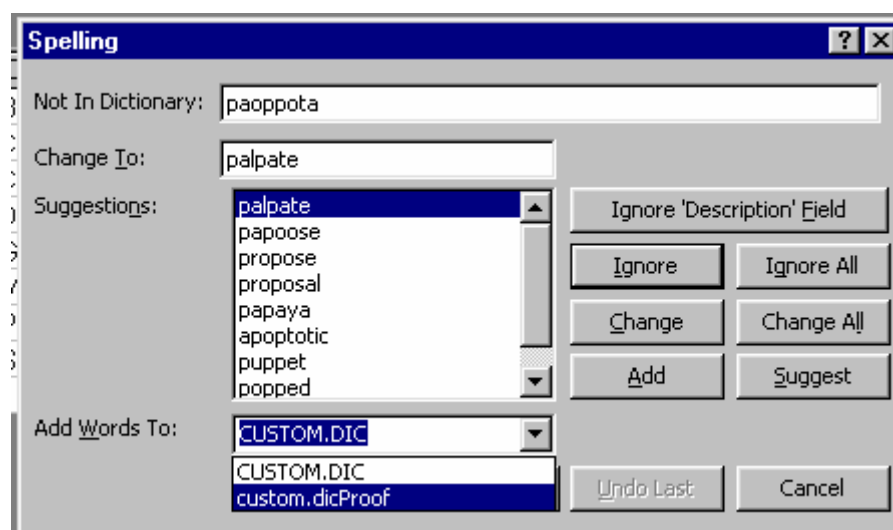 Spelling
Not In Dictionary: paoppota
Change To: palpate
Suggestions: palpate
papoose
propose
proposal
papaya
apoptotic
puppet
popped
Ignore 'Description' Field
Ignore Ignore All
Change Change All
Add Suggest
Add Words To: CUSTOM.DIC
CUSTOM.DIC
custom.dicProof
Undo Last Cancel